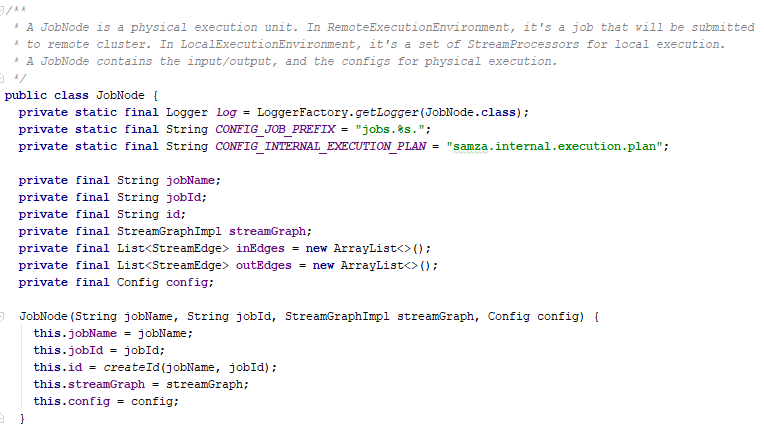 /**
 * A JobNode is a physical execution unit. In RemoteExecutionEnvironment, it's a job that will be submitted
 * to remote cluster. In LocalExecutionEnvironment, it's a set of StreamProcessors for local execution.
 * A JobNode contains the input/output, and the configs for physical execution.
 */
public class JobNode {
  private static final Logger log = LoggerFactory.getLogger(JobNode.class);
  private static final String CONFIG_JOB_PREFIX = "jobs.%s.";
  private static final String CONFIG_INTERNAL_EXECUTION_PLAN = "samza.internal.execution.plan";

  private final String jobName;
  private final String jobId;
  private final String id;
  private final StreamGraphImpl streamGraph;
  private final List<StreamEdge> inEdges = new ArrayList<>();
  private final List<StreamEdge> outEdges = new ArrayList<>();
  private final Config config;

  JobNode(String jobName, String jobId, StreamGraphImpl streamGraph, Config config) {
    this.jobName = jobName;
    this.jobId = jobId;
    this.id = createId(jobName, jobId);
    this.streamGraph = streamGraph;
    this.config = config;
  }